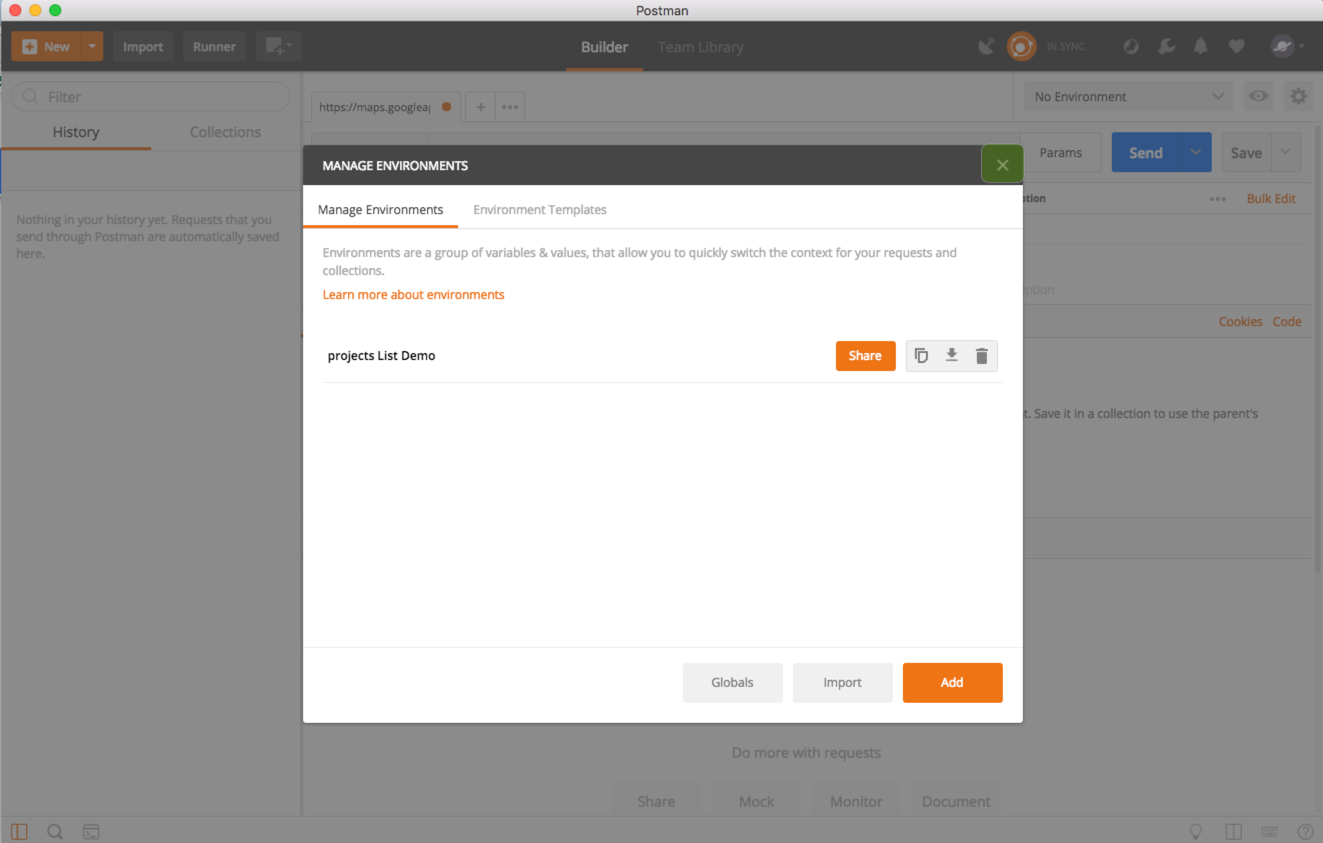 Postman
New
Import
Runner
Builder
Team Library
IN SYNC
Filter
History
Collections
Nothing in your history yet. Requests that you
send through Postman are automatically saved
here.
https://maps.googleap
No Environment
Params
Send
Save
Bulk Edit
Cookies
Code
t. Save it in a collection to use the parent's
MANAGE ENVIRONMENTS
Manage Environments
Environment Templates
Environments are a group of variables & values, that allow you to quickly switch the context for your requests and
collections.
Learn more about environments
projects List Demo
Share
Globals
Import
Add
Do more with requests
Share
Mock
Monitor
Document